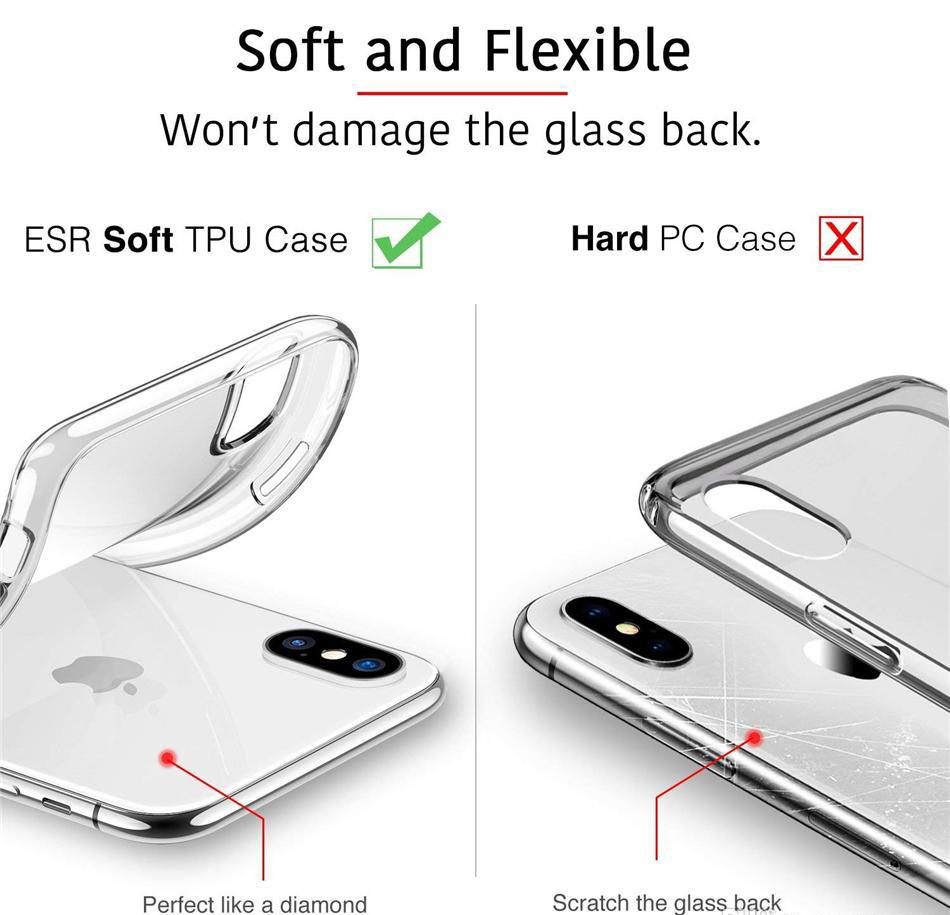 Soft and Flexible
Won't damage the glass back.
ESR Soft TPU Case
Hard PC Case
Perfect like a diamond
Scratch the glass back